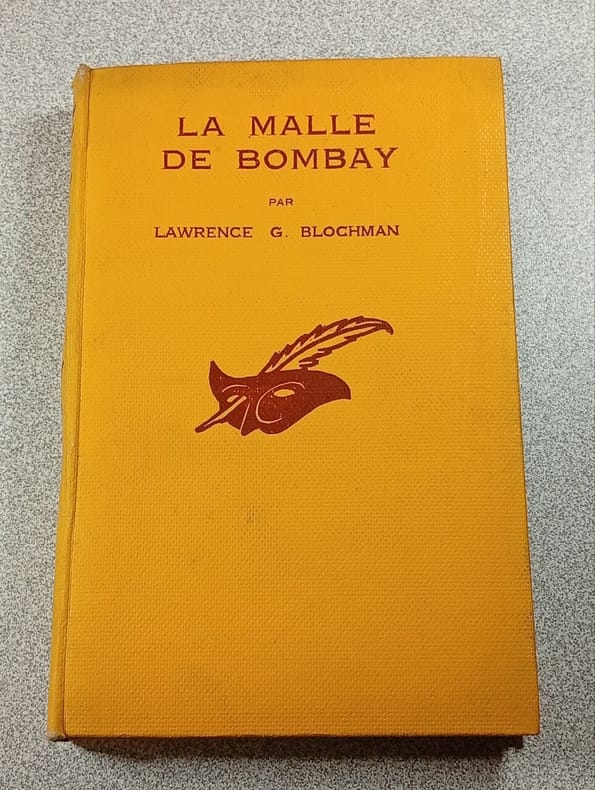 LA MALLE
DE BOMBAY
PAR
LAWRENCE G. BLOCHMAN